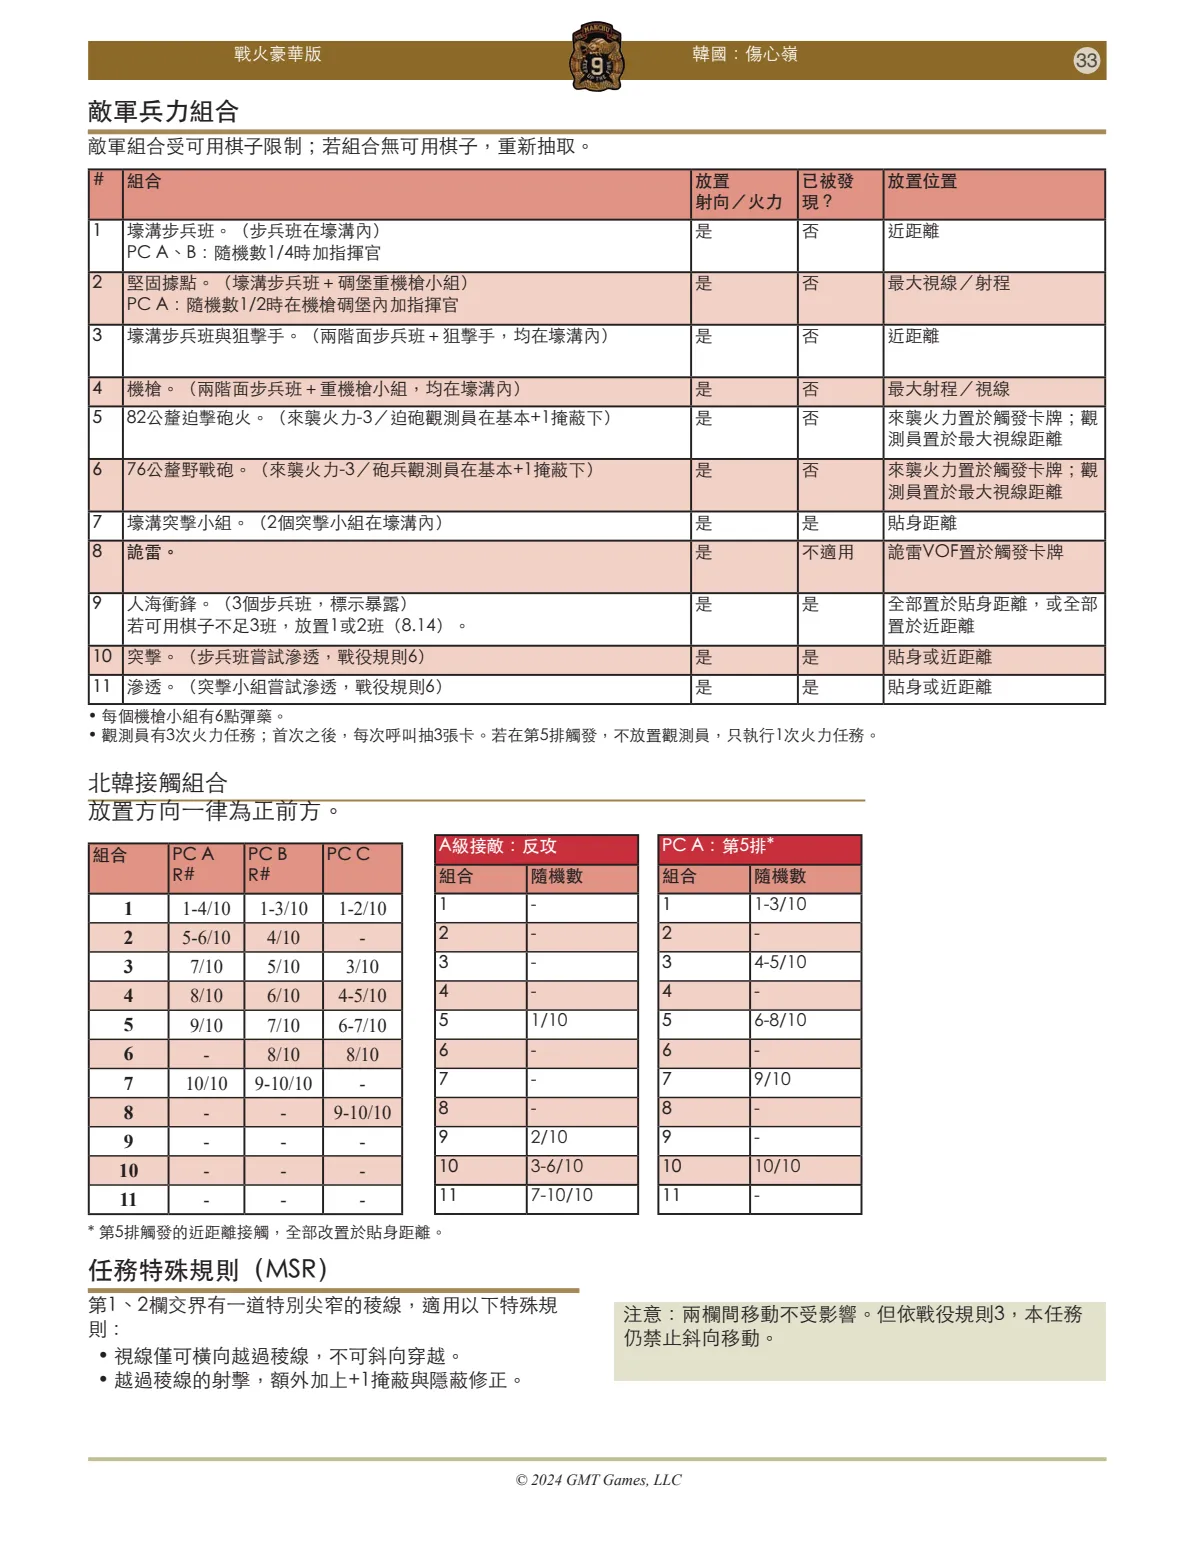 戰火豪華版
MANCHU
9
韓國：傷心嶺
33
敵軍兵力組合
敵軍組合受可用棋子限制；若組合無可用棋子，重新抽取。
# 組合 放置 已被發 放置位置
射向／火力 現？
1 壕溝步兵班。（步兵班在壕溝內） 是 否 近距離
PC A、B：隨機數1/4時加指揮官
2 堅固據點。（壕溝步兵班＋碉堡重機槍小組） 是 否 最大視線／射程
PC A：隨機數1/2時在機槍碉堡內加指揮官
3 壕溝步兵班與狙擊手。（兩階面步兵班＋狙擊手，均在壕溝內） 是 否 近距離
4 機槍。（兩階面步兵班＋重機槍小組，均在壕溝內） 是 否 最大射程／視線
5 82公釐迫擊砲火。（來襲火力-3／迫砲觀測員在基本+1掩蔽下） 是 否 來襲火力置於觸發卡牌；觀
測員置於最大視線距離
6 76公釐野戰砲。（來襲火力-3／砲兵觀測員在基本+1掩蔽下） 是 否 來襲火力置於觸發卡牌；觀
測員置於最大視線距離
7 壕溝突擊小組。（2個突擊小組在壕溝內） 是 是 貼身距離
8 詭雷。 是 不適用 詭雷VOF置於觸發卡牌
9 人海衝鋒。（3個步兵班，標示暴露） 是 是 全部置於貼身距離，或全部
若可用棋子不足3班，放置1或2班（8.14）。 置於近距離
10 突擊。（步兵班嘗試滲透，戰役規則6） 是 是 貼身或近距離
11 滲透。（突擊小組嘗試滲透，戰役規則6） 是 是 貼身或近距離
• 每個機槍小組有6點彈藥。
• 觀測員有3次火力任務；首次之後，每次呼叫抽3張卡。若在第5排觸發，不放置觀測員，只執行1次火力任務。
北韓接觸組合
放置方向一律為正前方。
組合 PC A PC B PC C
R# R#
1 1-4/10 1-3/10 1-2/10
2 5-6/10 4/10 -
3 7/10 5/10 3/10
4 8/10 6/10 4-5/10
5 9/10 7/10 6-7/10
6 - 8/10 8/10
7 10/10 9-10/10 -
8 - - 9-10/10
9 - - -
10 - - -
11 - - -
A級接敵：反攻
組合 隨機數
1 -
2 -
3 -
4 -
5 1/10
6 -
7 -
8 -
9 2/10
10 3-6/10
11 7-10/10
PC A：第5排*
組合 隨機數
1 1-3/10
2 -
3 4-5/10
4 -
5 6-8/10
6 -
7 9/10
8 -
9 -
10 10/10
11 -
* 第5排觸發的近距離接觸，全部改置於貼身距離。
任務特殊規則（MSR）
第1、2欄交界有一道特別尖窄的稜線，適用以下特殊規
則：
• 視線僅可橫向越過稜線，不可斜向穿越。
• 越過稜線的射擊，額外加上+1掩蔽與隱蔽修正。
注意：兩欄間移動不受影響。但依戰役規則3，本任務
仍禁止斜向移動。
© 2024 GMT Games, LLC